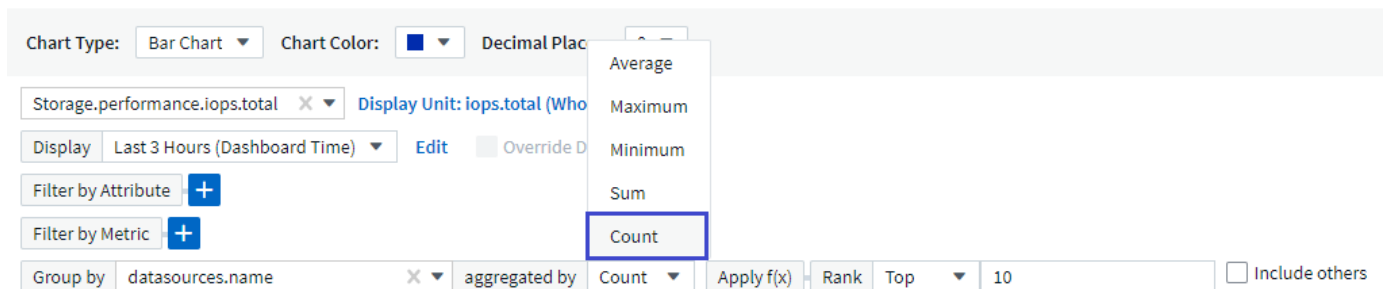 Chart Type: Bar Chart Chart Color: Decimal Plac
Average
Storage.performance.iops.total Display Unit: iops.total (Who
Maximum
Display Last 3 Hours (Dashboard Time) Edit Override D
Minimum
Filter by Attribute +
Sum
Filter by Metric +
Count
Group by datasources.name aggregated by Count Apply f(x) Rank Top 10 Include others